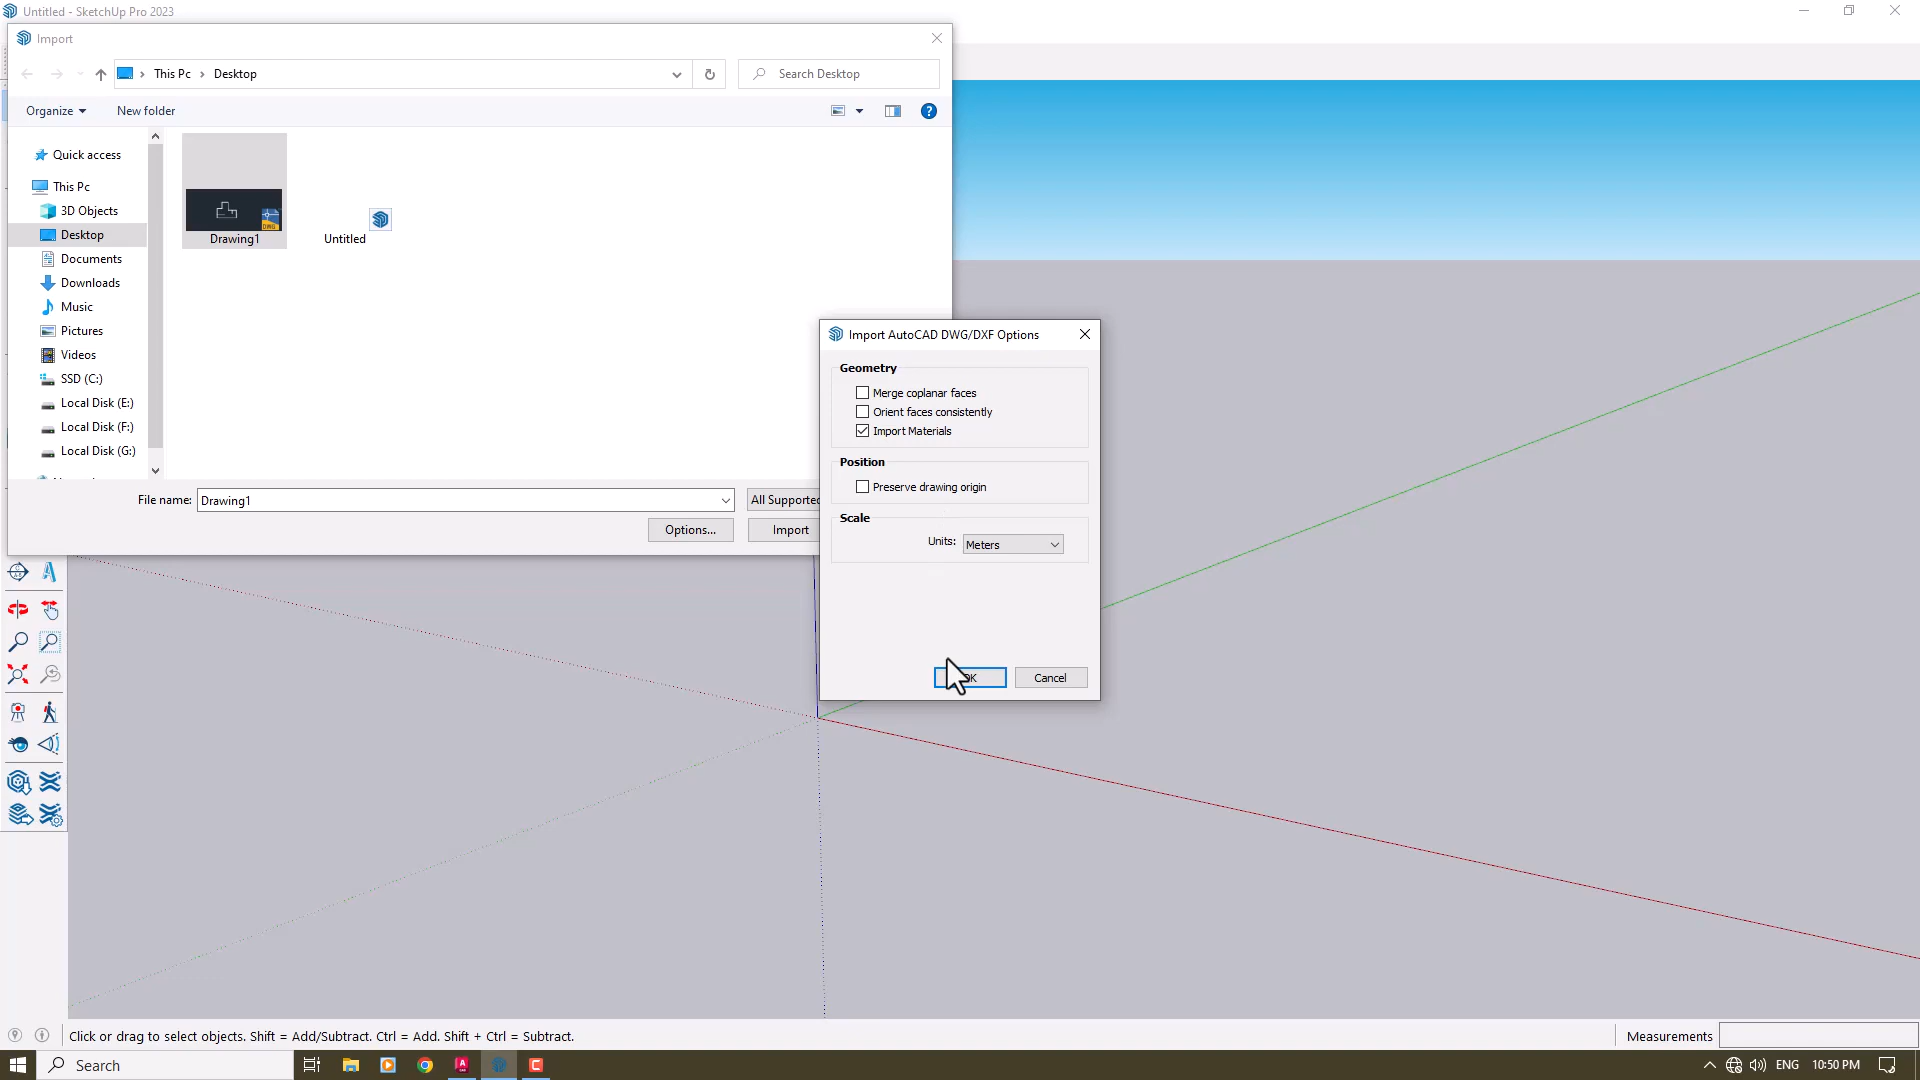 Untitled - SketchUp Pro 2023
Import
This Pc
Desktop
Search Desktop
Organize
New folder
Quick access
This Pc
3D Objects
Desktop
Documents
Downloads
Music
Pictures
Videos
SSD (C:)
Local Disk (E:)
Local Disk (F:)
Local Disk (G:)
DWG
Drawing1
Untitled
File name: Drawing1
All Supported
Options...
Import
Import AutoCAD DWG/DXF Options
Geometry
Merge coplanar faces
Orient faces consistently
Import Materials
Position
Preserve drawing origin
Scale
Units: Meters
Cancel
Click or drag to select objects. Shift = Add/Subtract. Ctrl = Add. Shift + Ctrl = Subtract.
Measurements
Search
ENG
10:50 PM